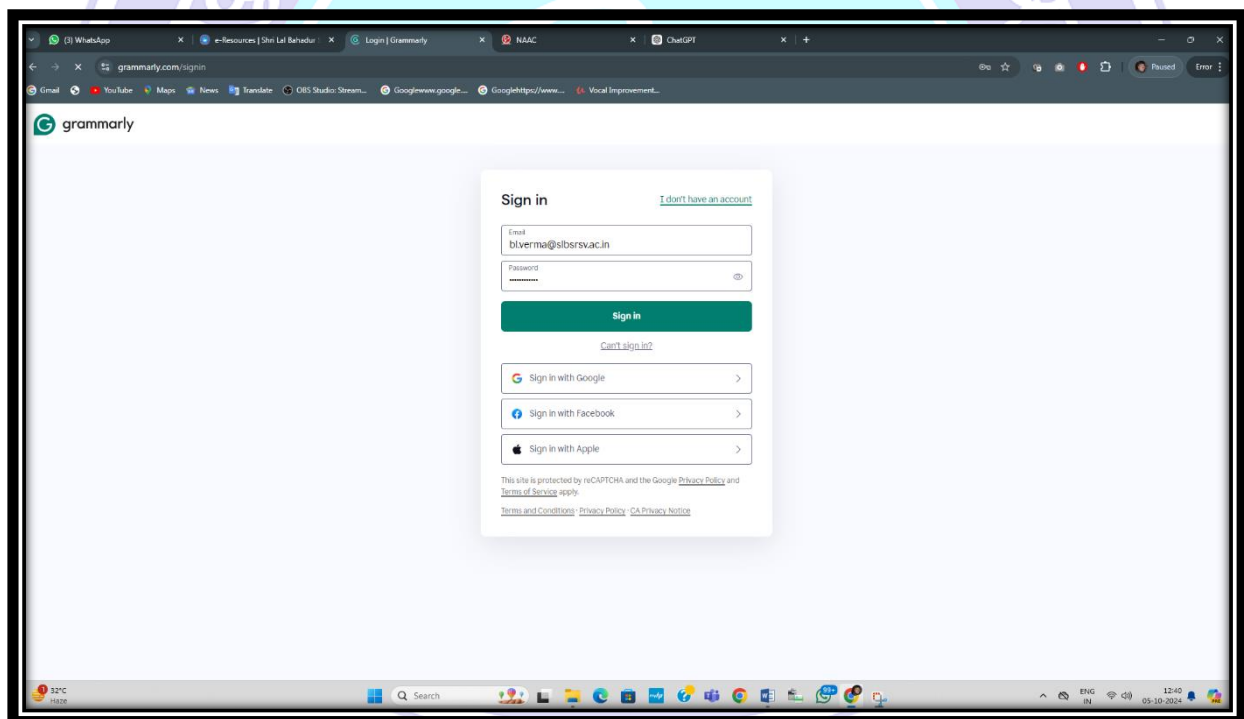 (3) WhatsApp
e-Resources | Shri Lal Bahadur
Login | Grammarly
NAAC
ChatGPT
grammarly.com/signin
Paused
Error
Gmail
YouTube
Maps
News
Translate
OBS Studio: Stream...
Googlewww.google....
Googlehttps://www....
Vocal Improvement...
grammarly
Sign in
I don't have an account
Email
bl.verma@slbsrsv.ac.in
Password
Sign in
Can't sign in?
Sign in with Google
Sign in with Facebook
Sign in with Apple
This site is protected by reCAPTCHA and the Google Privacy Policy and
Terms of Service apply.
Terms and Conditions · Privacy Policy · CA Privacy Notice
1
32°C
Haze
Search
99+
ENG
IN
12:40
05-10-2024